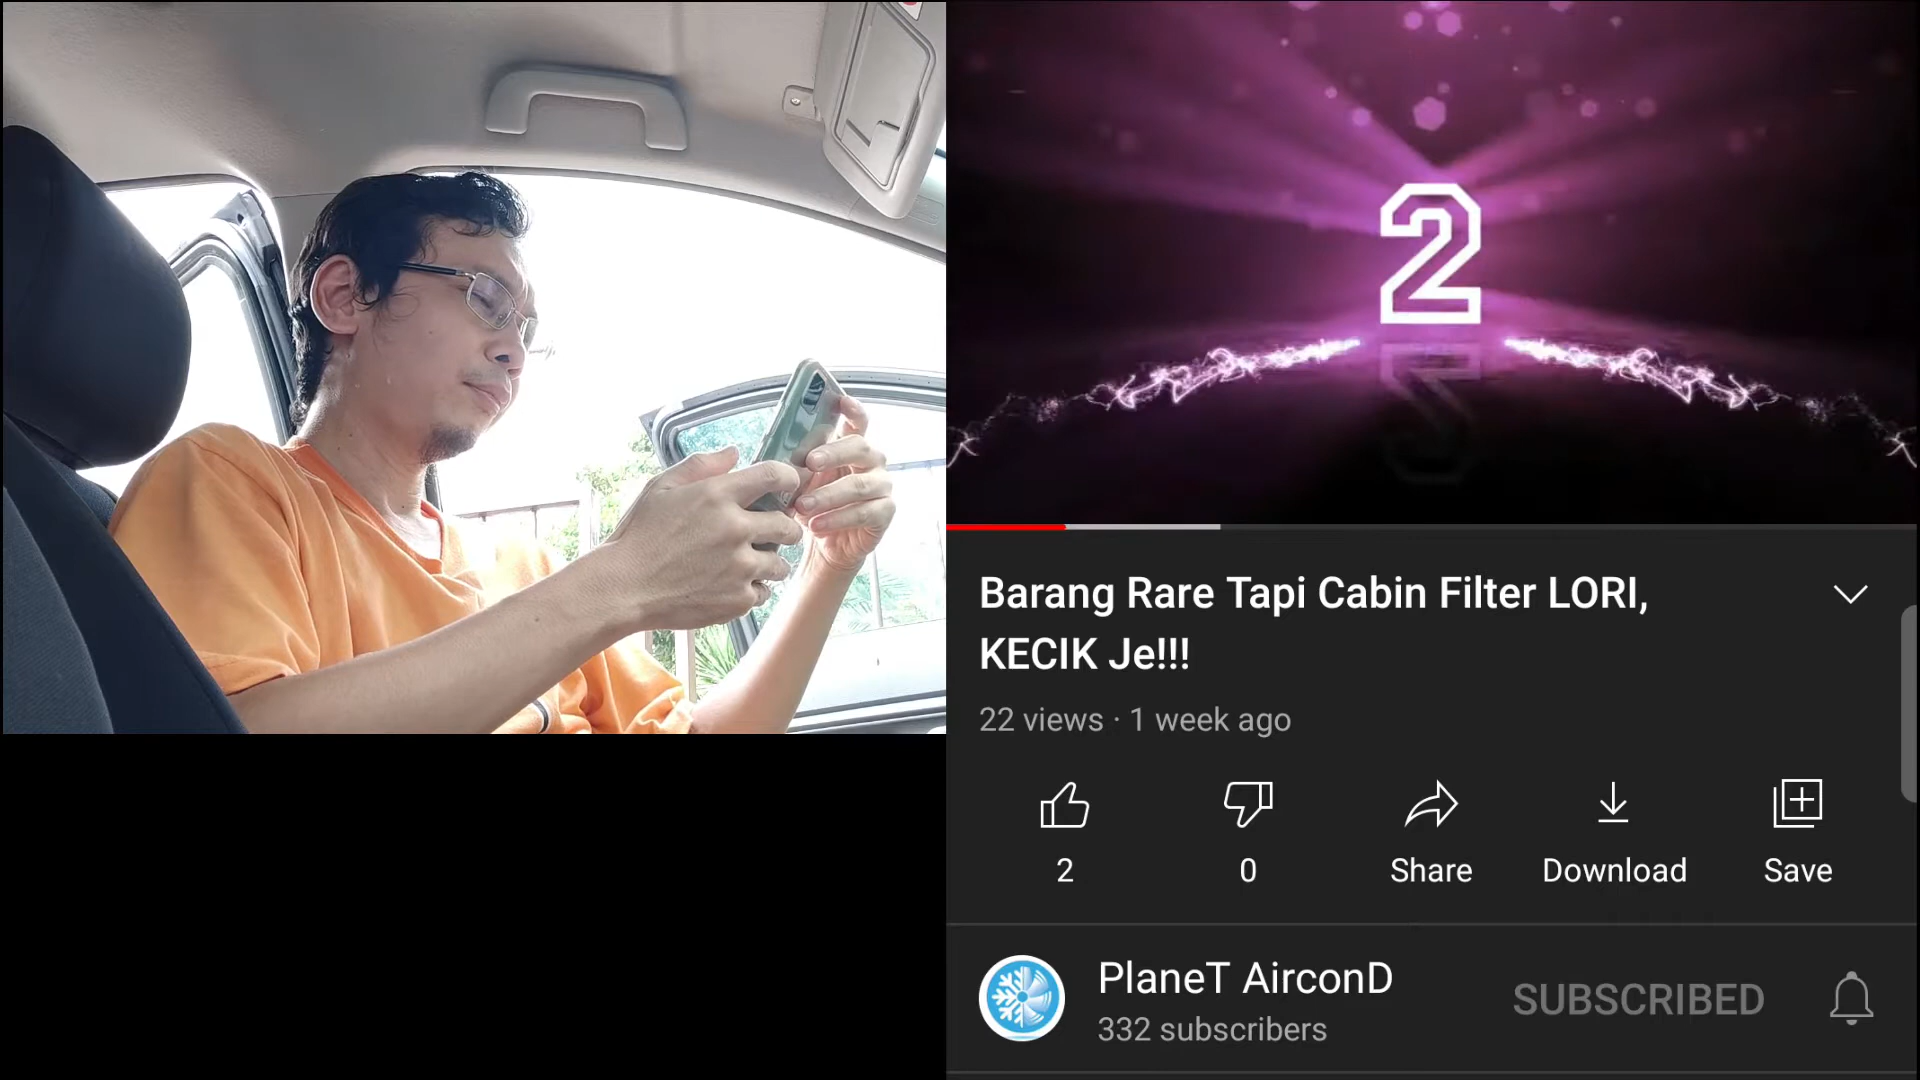 2
Barang Rare Tapi Cabin Filter LORI,
KECIK Je!!!
22 views · 1 week ago
2
0
Share
Download
Save
PlaneT AirconD
332 subscribers
SUBSCRIBED